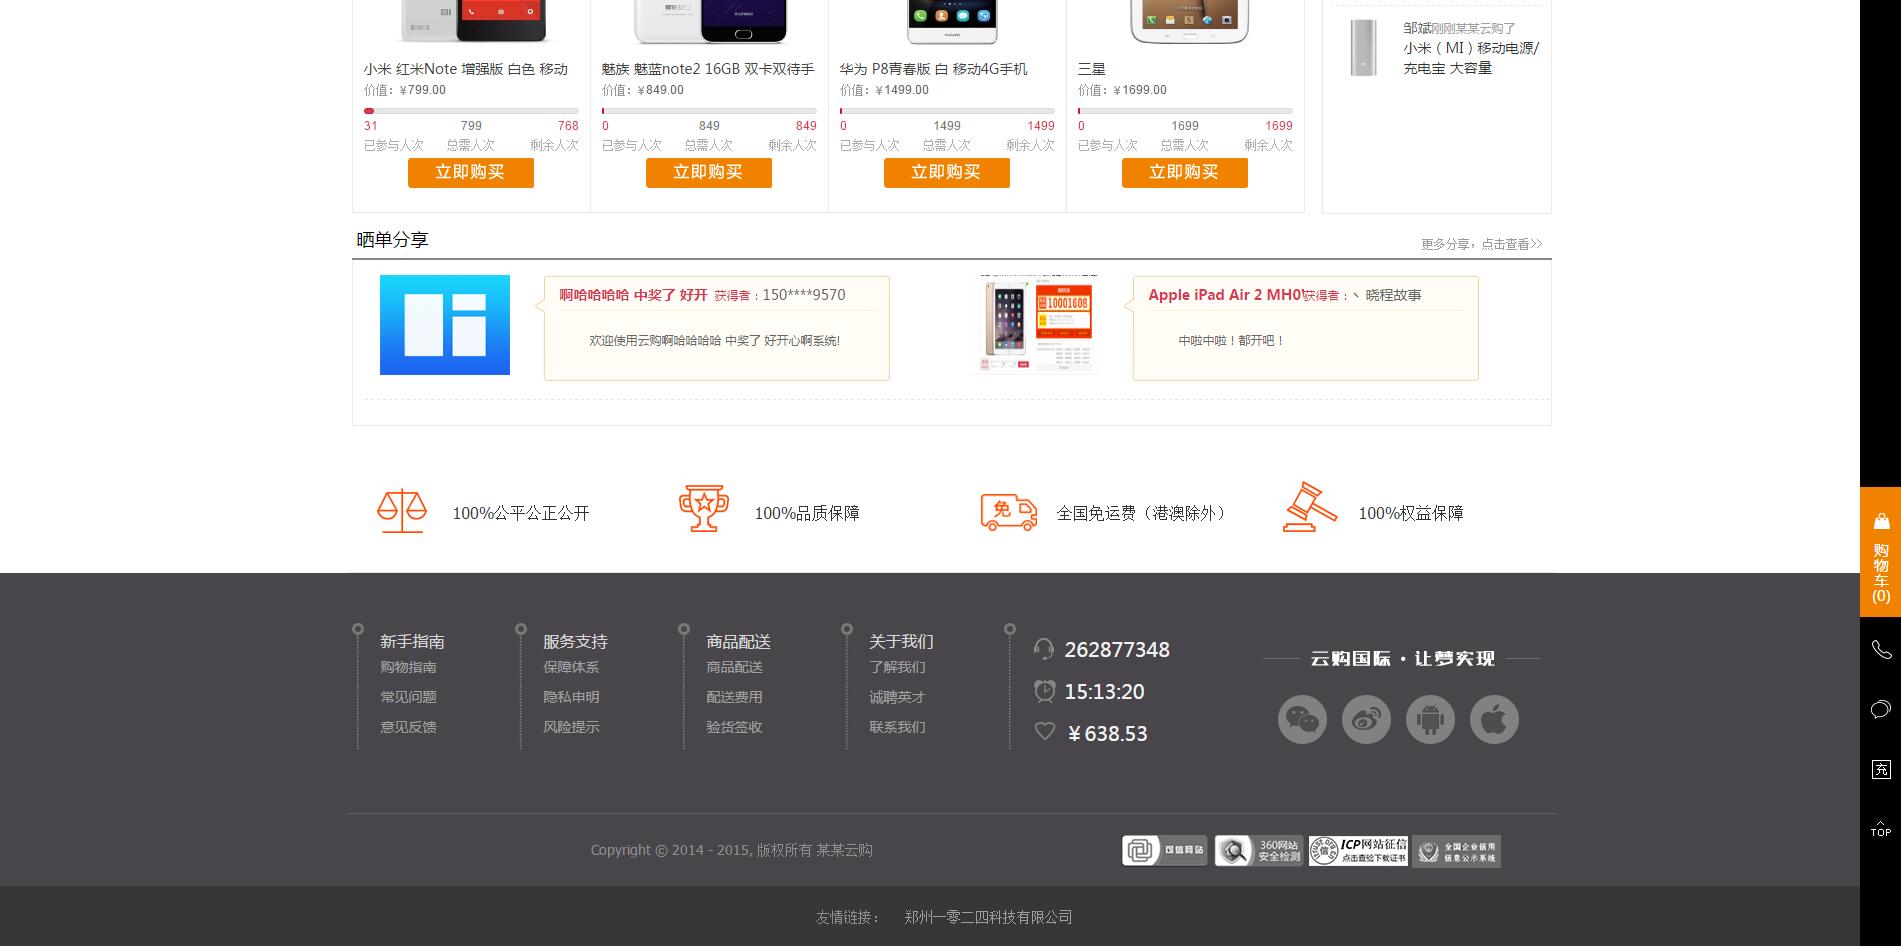 小米 红米Note 增强版 白色 移动
价值：￥799.00
31 799 768
已参与人次 总需人次 剩余人次
立即购买
魅族 魅蓝note2 16GB 双卡双待手
价值：￥849.00
0 849 849
已参与人次 总需人次 剩余人次
立即购买
华为 P8青春版 白 移动4G手机
价值：￥1499.00
0 1499 1499
已参与人次 总需人次 剩余人次
立即购买
三星
价值：￥1699.00
0 1699 1699
已参与人次 总需人次 剩余人次
立即购买
邹斌刚刚某某云购了
小米（MI）移动电源/
充电宝 大容量
晒单分享
更多分享，点击查看>>
啊哈哈哈哈 中奖了 好开 获得者：150****9570
欢迎使用云购啊哈哈哈哈 中奖了 好开心啊系统!
10001608
Apple iPad Air 2 MH0 获得者：丶晓程故事
中啦中啦！都开吧！
100%公平公正公开
100%品质保障
免
全国免运费（港澳除外）
100%权益保障
购物车(0)
充
TOP
新手指南
购物指南
常见问题
意见反馈
服务支持
保障体系
隐私申明
风险提示
商品配送
商品配送
配送费用
验货签收
关于我们
了解我们
诚聘英才
联系我们
262877348
15:13:20
￥638.53
云购国际·让梦实现
Copyright © 2014 - 2015, 版权所有 某某云购
可信网站
360网站
安全检测
ICP网站征信
点击查验下载证书
全国企业信用
信息公示系统
友情链接： 郑州一零二四科技有限公司